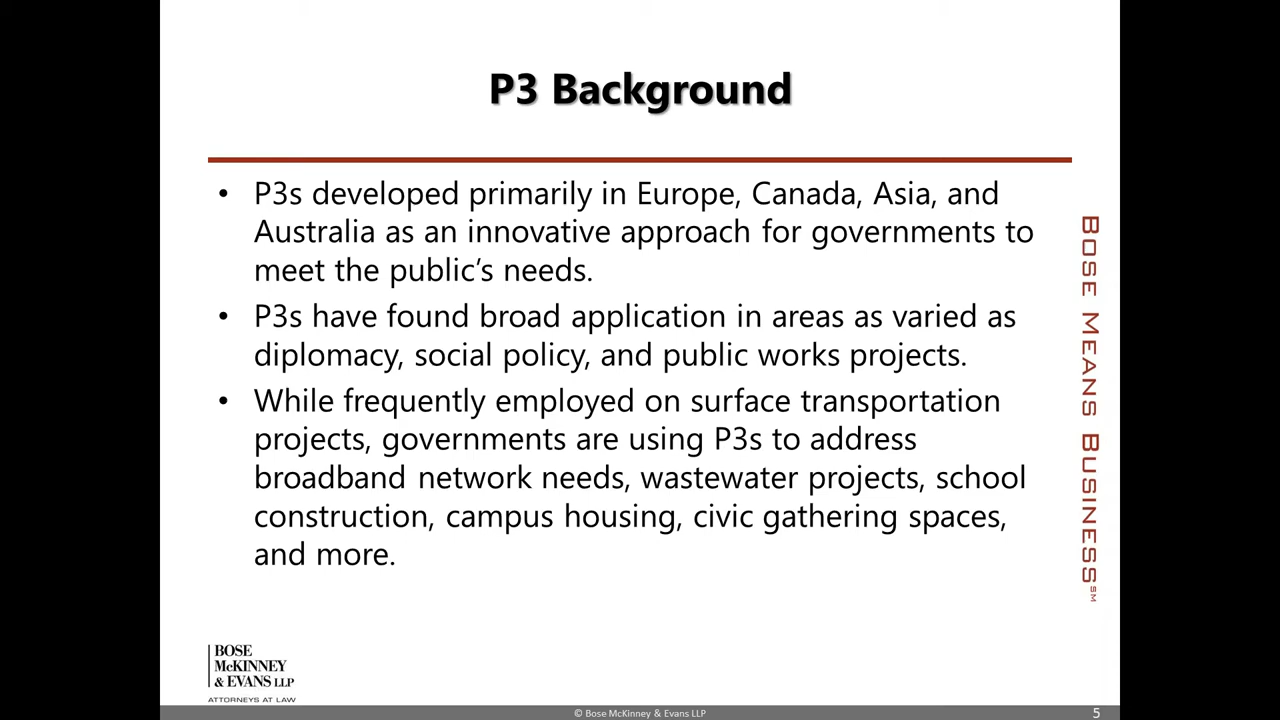 P3 Background
• P3s developed primarily in Europe, Canada, Asia, and
Australia as an innovative approach for governments to
meet the public’s needs.
• P3s have found broad application in areas as varied as
diplomacy, social policy, and public works projects.
• While frequently employed on surface transportation
projects, governments are using P3s to address
broadband network needs, wastewater projects, school
construction, campus housing, civic gathering spaces,
and more.
BOSE MEANS BUSINESS℠
BOSE
McKINNEY
& EVANS LLP
ATTORNEYS AT LAW
© Bose McKinney & Evans LLP
5